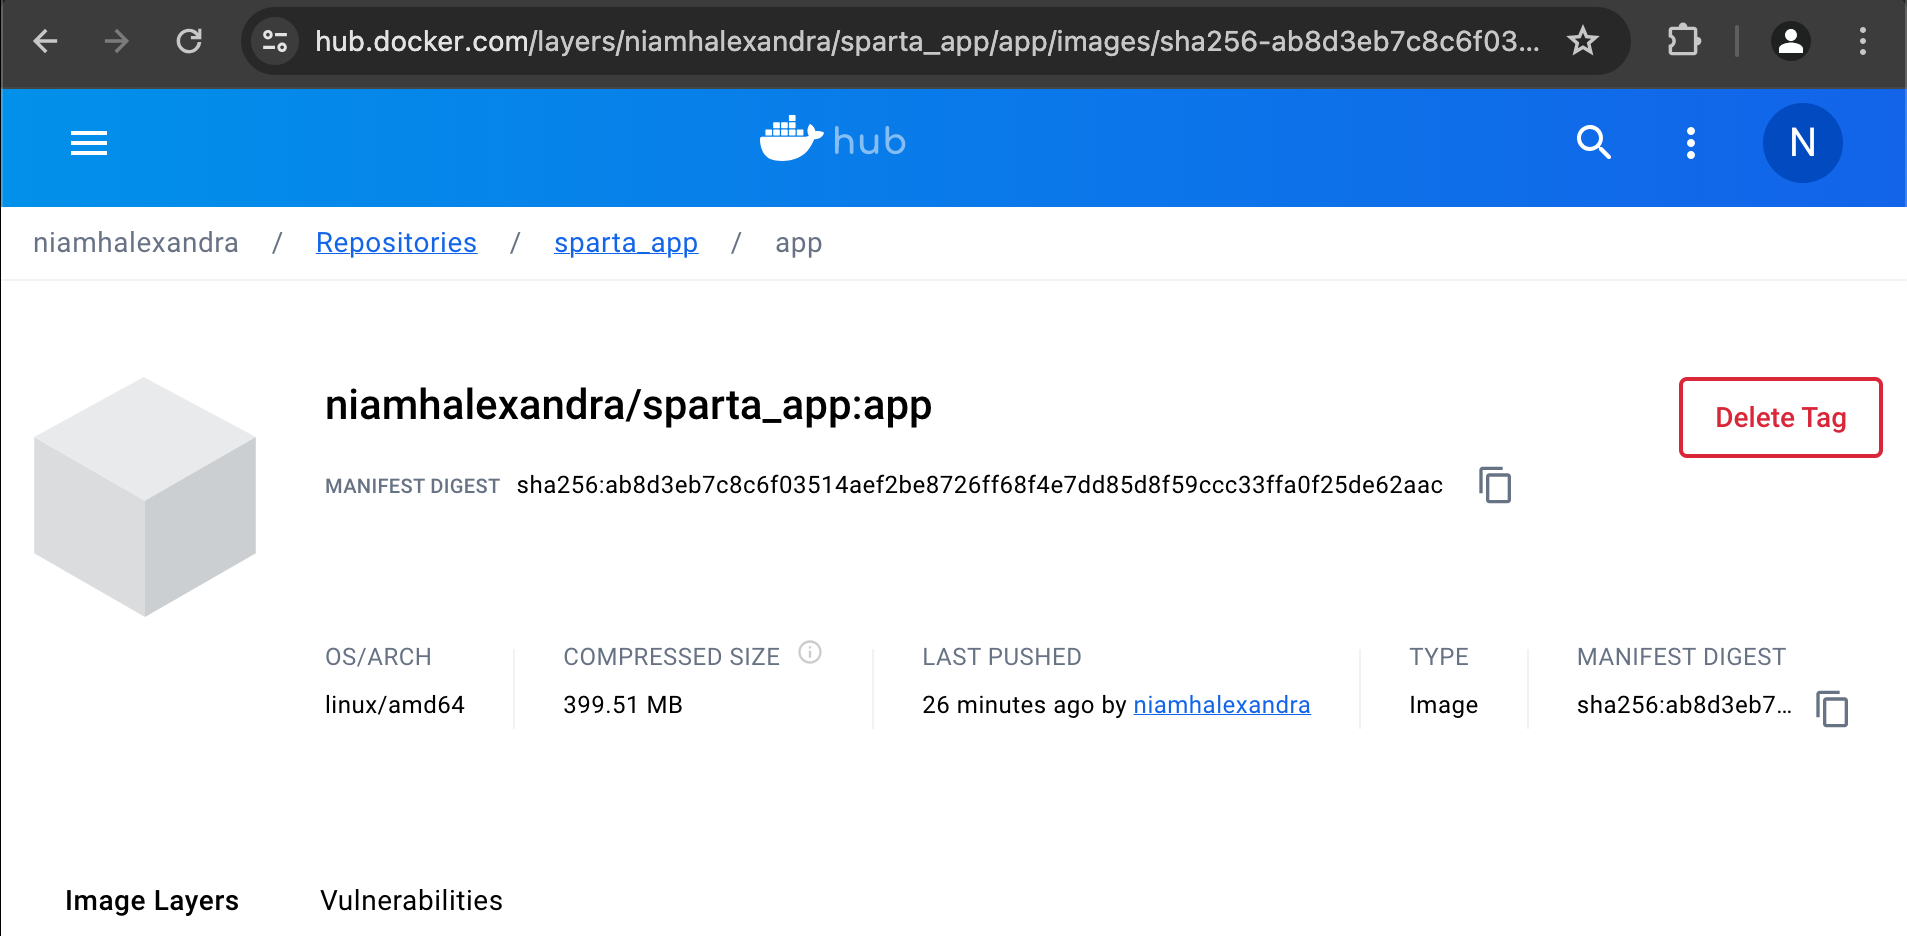 hub.docker.com/layers/niamhalexandra/sparta_app/app/images/sha256-ab8d3eb7c8c6f03...
hub
N
niamhalexandra / Repositories / sparta_app / app
niamhalexandra/sparta_app:app
Delete Tag
MANIFEST DIGEST sha256:ab8d3eb7c8c6f03514aef2be8726ff68f4e7dd85d8f59ccc33ffa0f25de62aac
OS/ARCH COMPRESSED SIZE LAST PUSHED TYPE MANIFEST DIGEST
linux/amd64 399.51 MB 26 minutes ago by niamhalexandra Image sha256:ab8d3eb7...
Image Layers Vulnerabilities